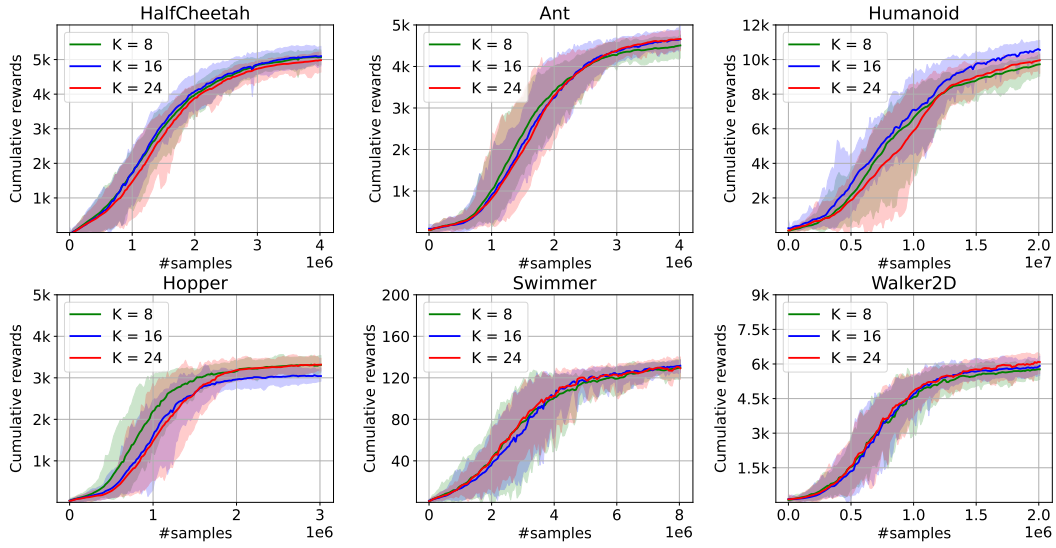 HalfCheetah
Cumulative rewards
5k
4k
3k
2k
1k
K = 8
K = 16
K = 24
0 1 2 3 4
#samples 1e6
Ant
Cumulative rewards
5k
4k
3k
2k
1k
K = 8
K = 16
K = 24
0 1 2 3 4
#samples 1e6
Humanoid
Cumulative rewards
12k
10k
8k
6k
4k
2k
K = 8
K = 16
K = 24
0.0 0.5 1.0 1.5 2.0
#samples 1e7
Hopper
Cumulative rewards
5k
4k
3k
2k
1k
K = 8
K = 16
K = 24
0 1 2 3
#samples 1e6
Swimmer
Cumulative rewards
200
160
120
80
40
K = 8
K = 16
K = 24
0 2 4 6 8
#samples 1e6
Walker2D
Cumulative rewards
9k
7.5k
6k
4.5k
3k
1.5k
K = 8
K = 16
K = 24
0.0 0.5 1.0 1.5 2.0
#samples 1e6